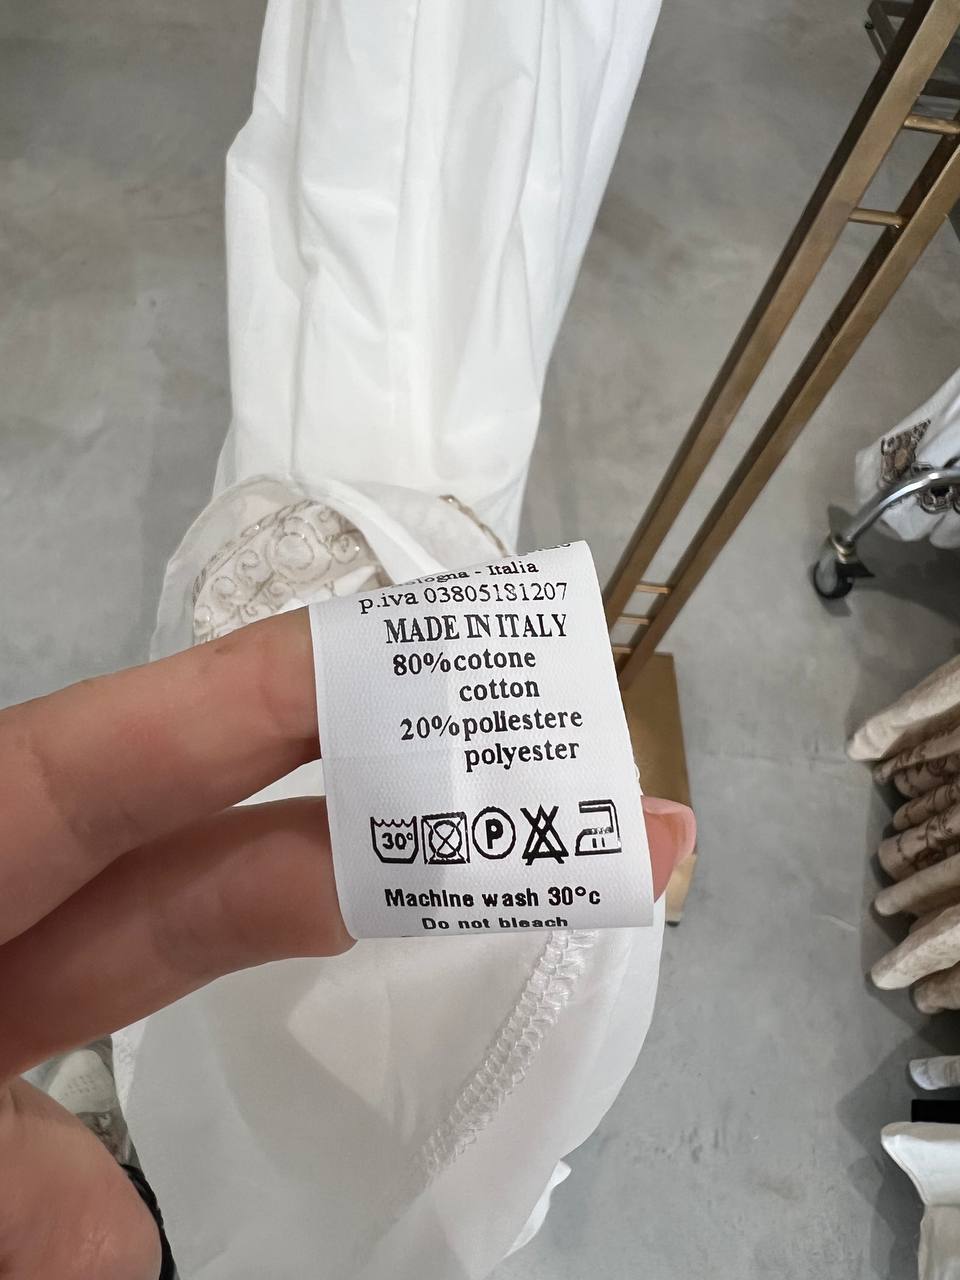 Bologna - Italia
p.iva 03805181207
MADE IN ITALY
80%cotone
cotton
20%poliestere
polyester
30° P
Machine wash 30°c
Do not bleach